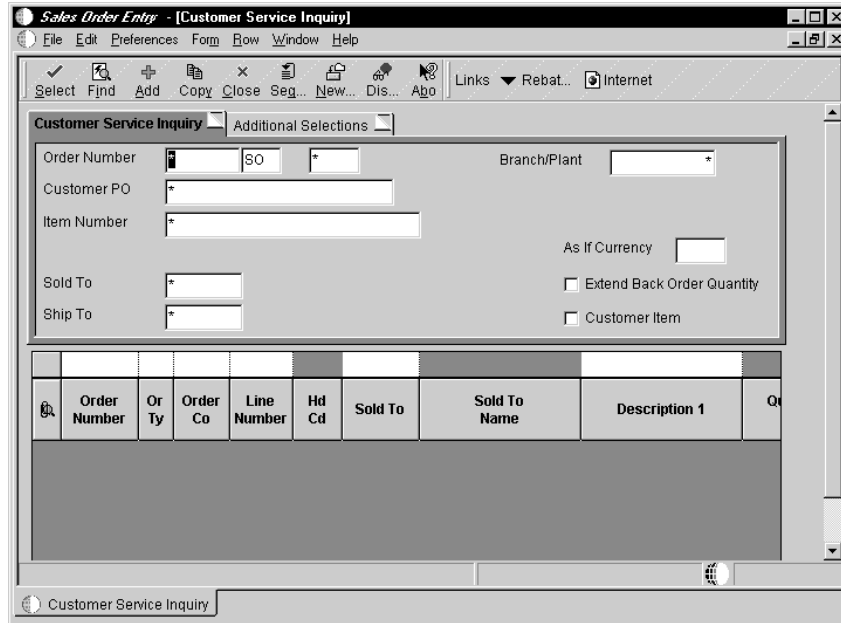 Sales Order Entry - [Customer Service Inquiry]
File Edit Preferences Form Row Window Help
Select Find Add Copy Close Seq... New... Dis... Abo Links Rebat... Internet
Customer Service Inquiry Additional Selections
Order Number * SO * Branch/Plant *
Customer PO *
Item Number *
As If Currency
Sold To * Extend Back Order Quantity
Ship To * Customer Item
Order Number Or Ty Order Co Line Number Hd Cd Sold To Sold To Name Description 1 Qu
Customer Service Inquiry